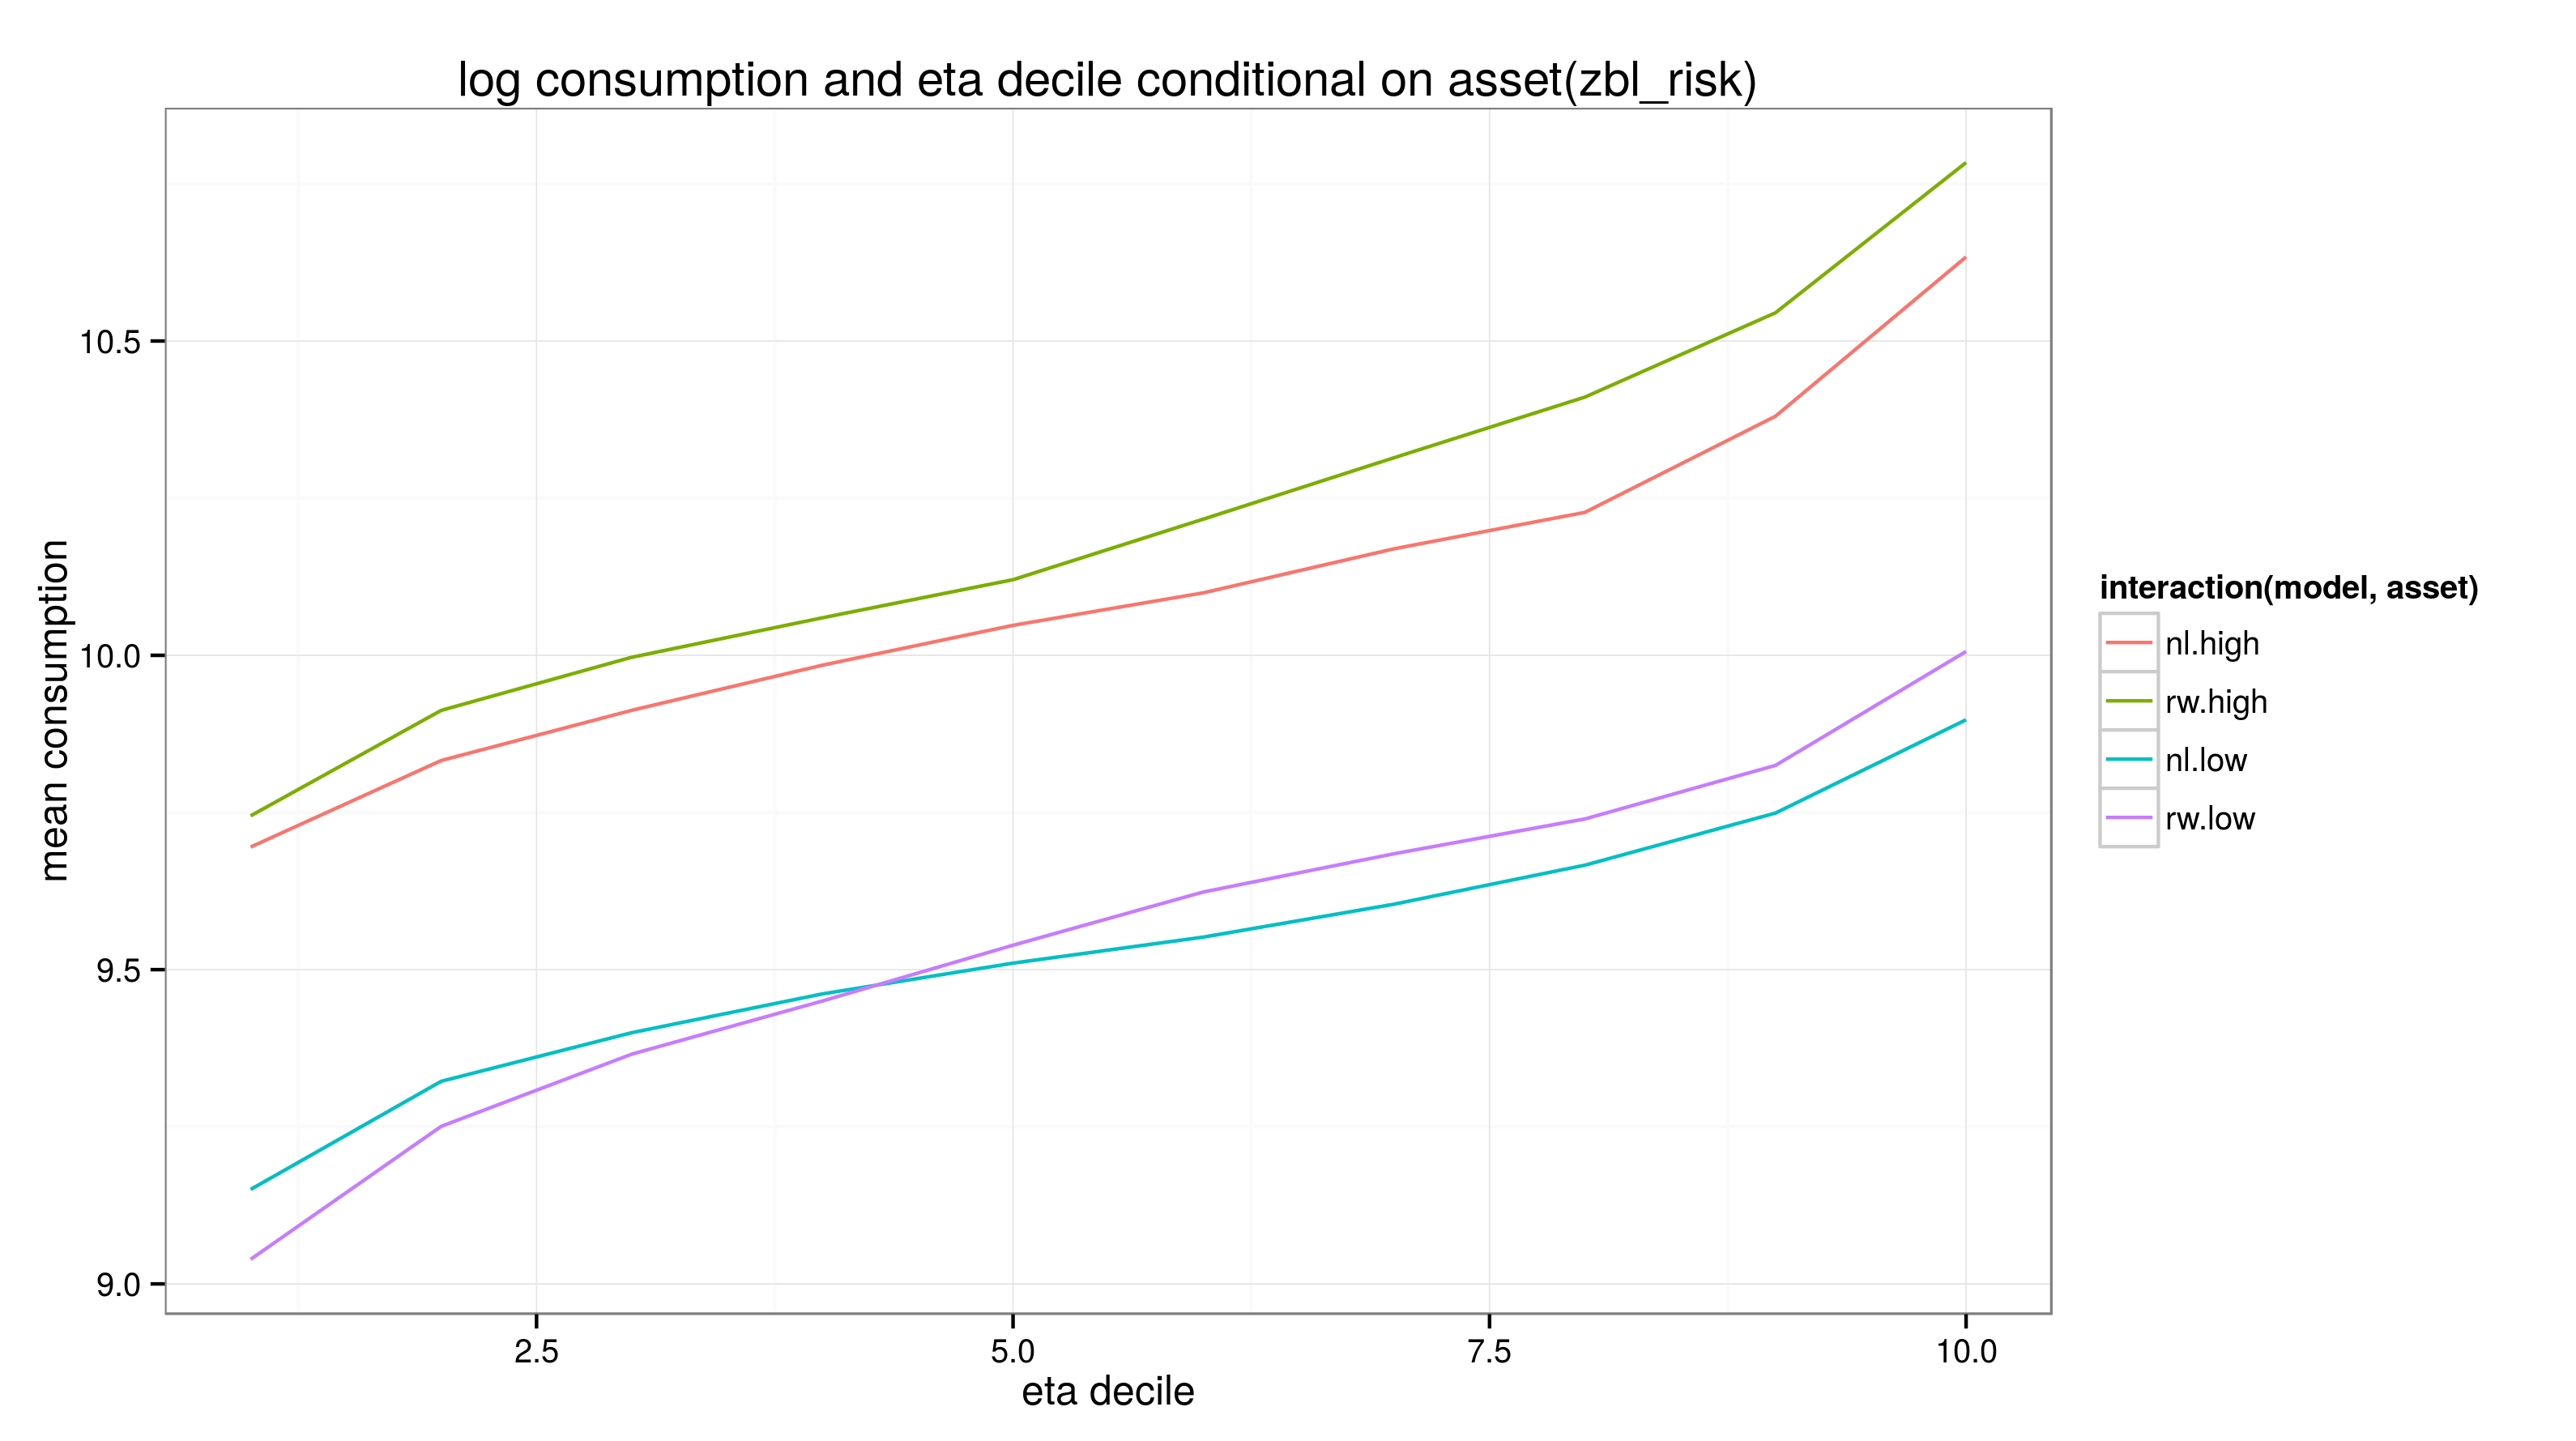 log consumption and eta decile conditional on asset(zbl_risk)
mean consumption
10.5
10.0
9.5
9.0
2.5 5.0 7.5 10.0
eta decile
interaction(model, asset)
nl.high
rw.high
nl.low
rw.low